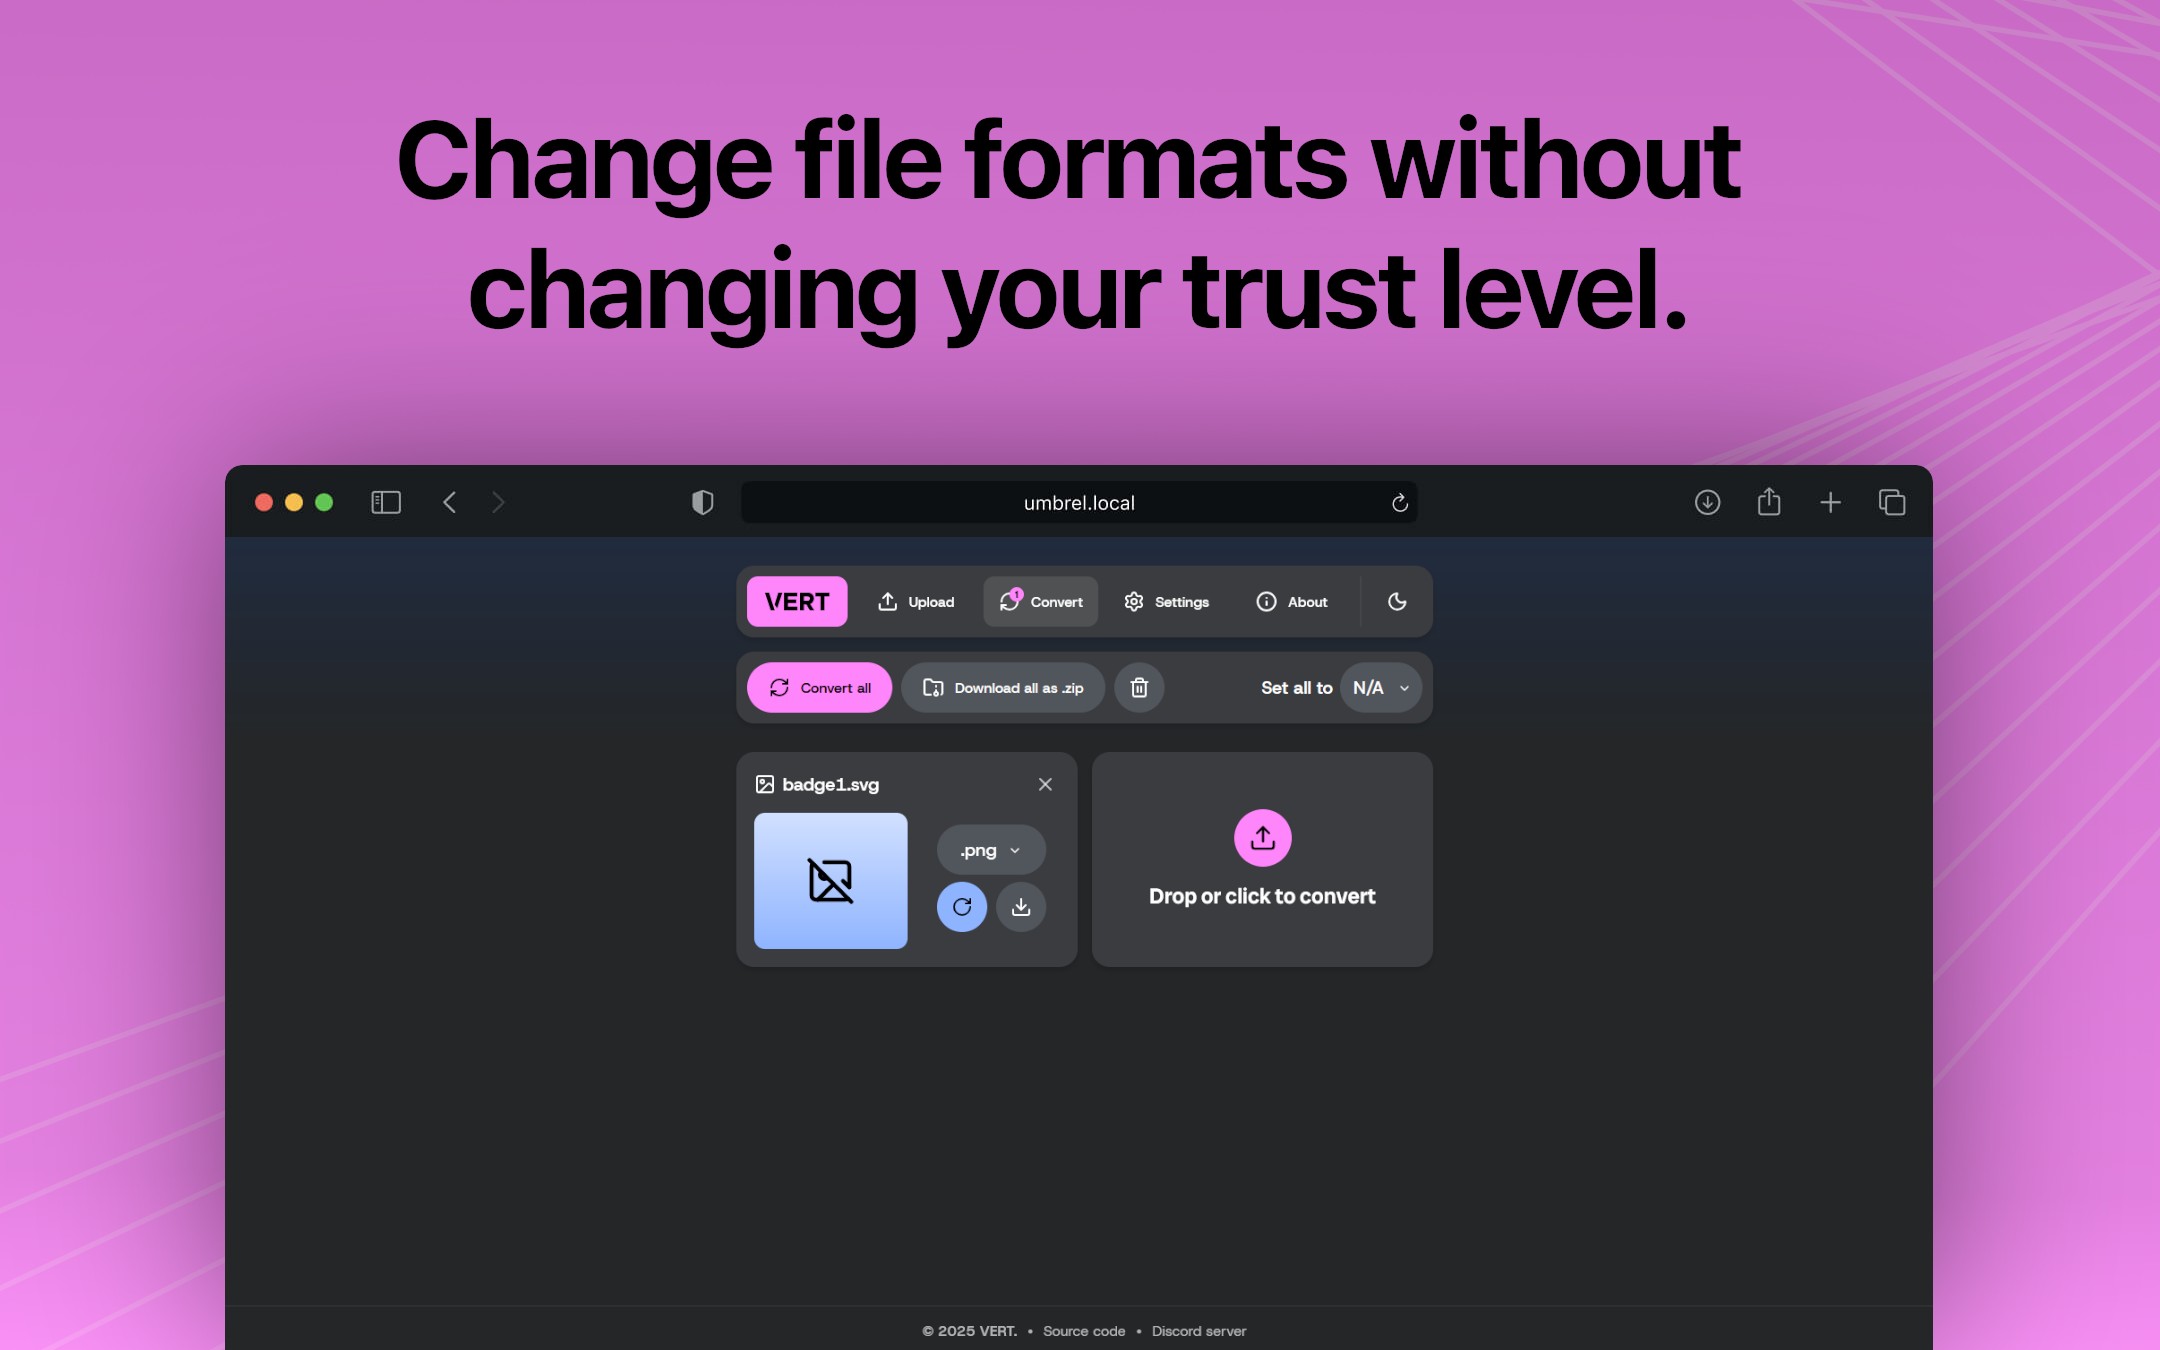 Change file formats without
changing your trust level.
umbrel.local
VERT
Upload
1
Convert
Settings
About
Convert all
Download all as .zip
Set all to
N/A
badge1.svg
.png
Drop or click to convert
© 2025 VERT. • Source code • Discord server